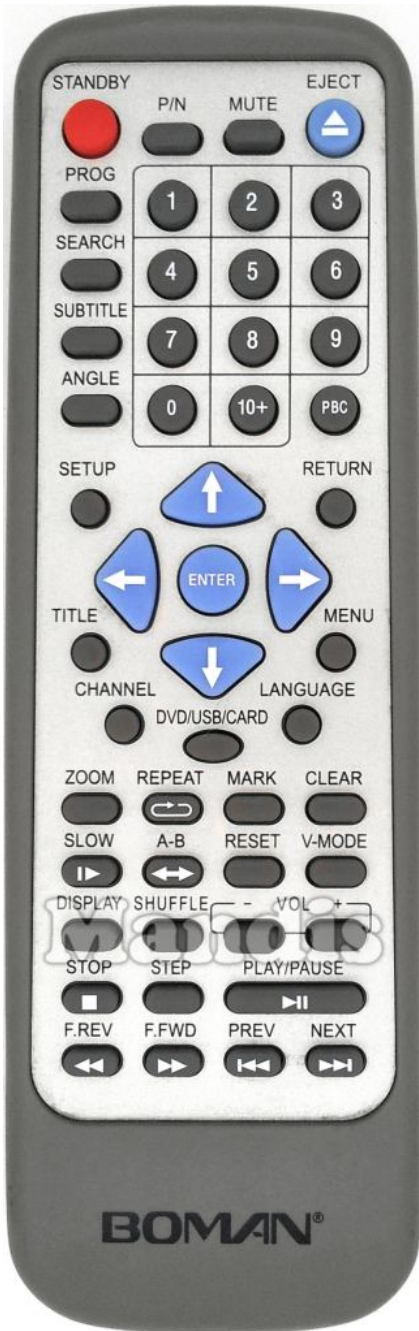 STANDBY P/N MUTE EJECT
PROG 1 2 3
SEARCH 4 5 6
SUBTITLE 7 8 9
ANGLE 0 10+ PBC
SETUP RETURN
ENTER
TITLE MENU
CHANNEL LANGUAGE
DVD/USB/CARD
ZOOM REPEAT MARK CLEAR
SLOW A-B RESET V-MODE
DISPLAY SHUFFLE - VOL +
Mandis
STOP STEP PLAY/PAUSE
F.REV F.FWD PREV NEXT
BOMAN®